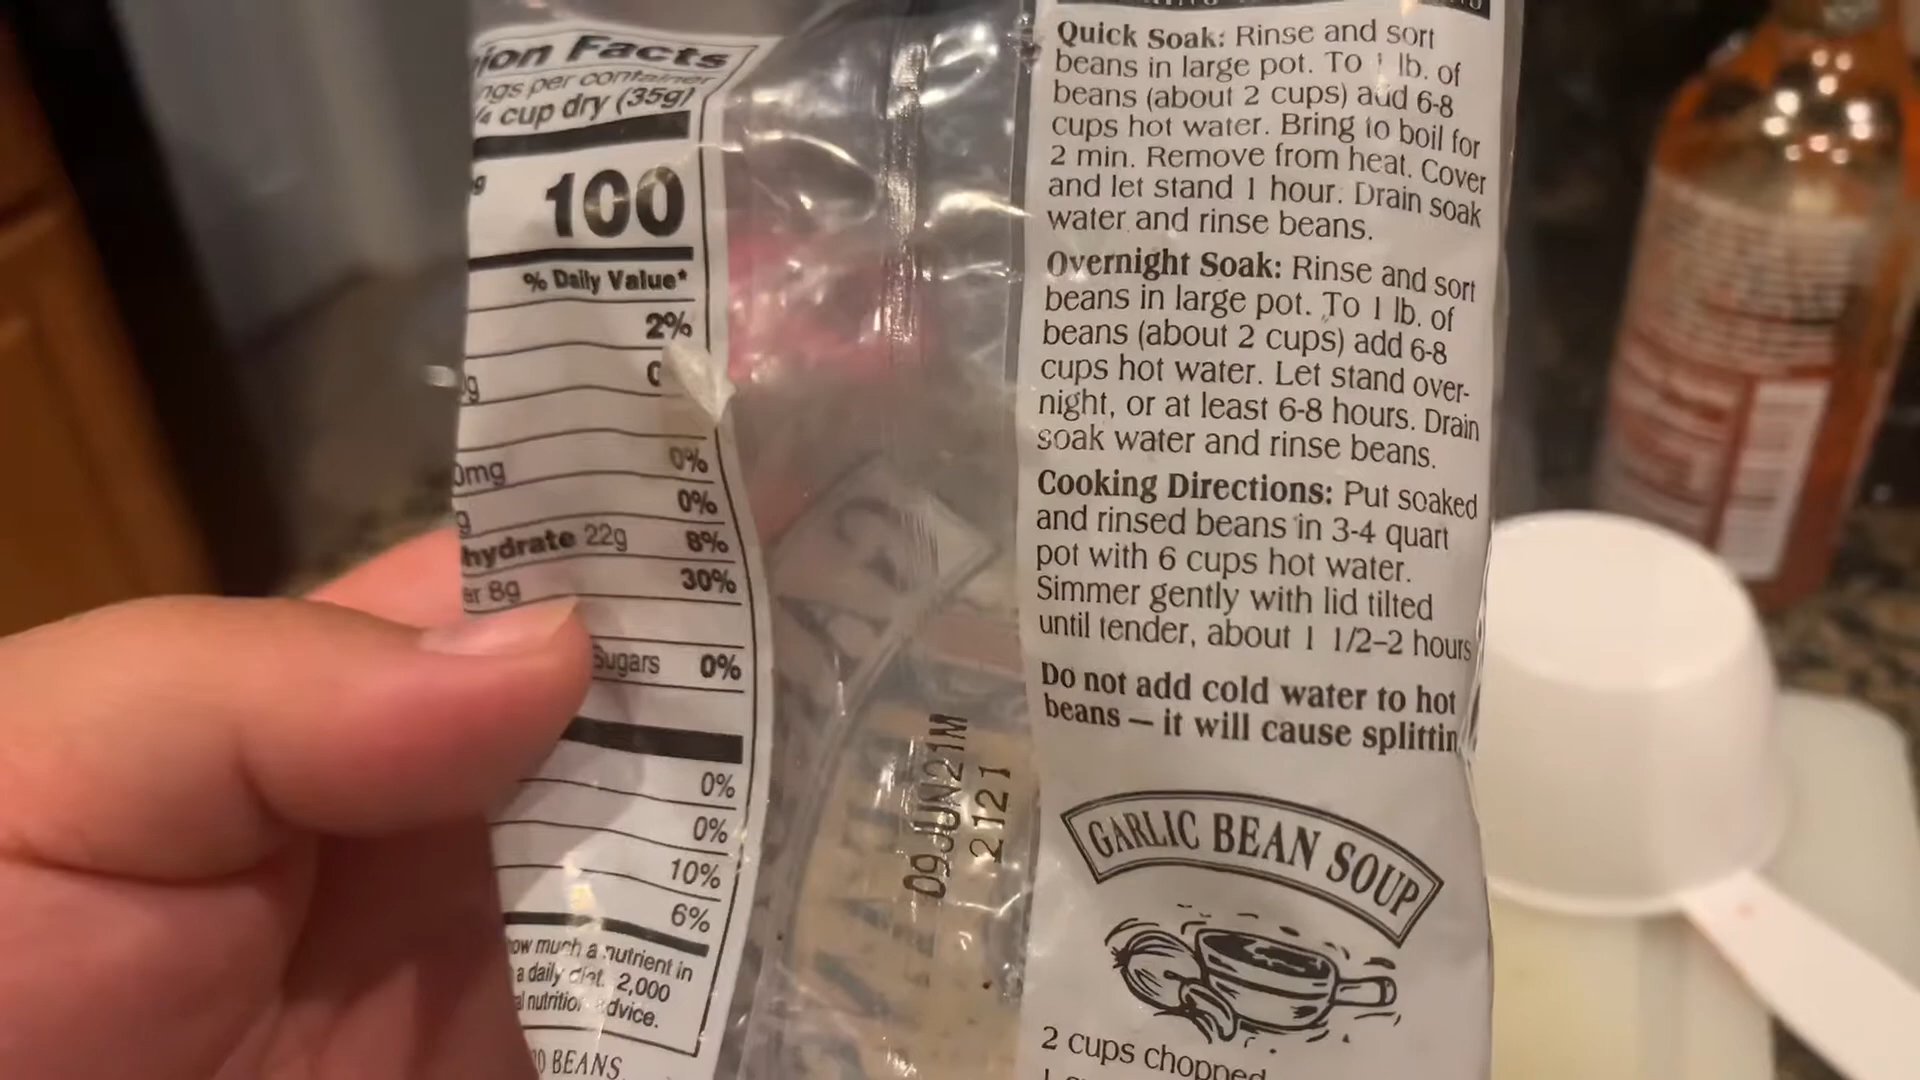 ion Facts
ngs per container
1/4 cup dry (35g)
g 100
% Daily Value*
2%
g
0mg 0%
g 0%
hydrate 22g 8%
er 8g 30%
Sugars 0%
0%
0%
10%
6%
ow much a nutrient in
a daily diet. 2,000
al nutrition advice.
BEANS
09JUN21M
2121
Quick Soak: Rinse and sort
beans in large pot. To 1 lb. of
beans (about 2 cups) add 6-8
cups hot water. Bring to boil for
2 min. Remove from heat. Cover
and let stand 1 hour. Drain soak
water and rinse beans.
Overnight Soak: Rinse and sort
beans in large pot. To 1 lb. of
beans (about 2 cups) add 6-8
cups hot water. Let stand over-
night, or at least 6-8 hours. Drain
soak water and rinse beans.
Cooking Directions: Put soaked
and rinsed beans in 3-4 quart
pot with 6 cups hot water.
Simmer gently with lid tilted
until tender, about 1 1/2–2 hours
Do not add cold water to hot
beans — it will cause splittin
GARLIC BEAN SOUP
2 cups chopped